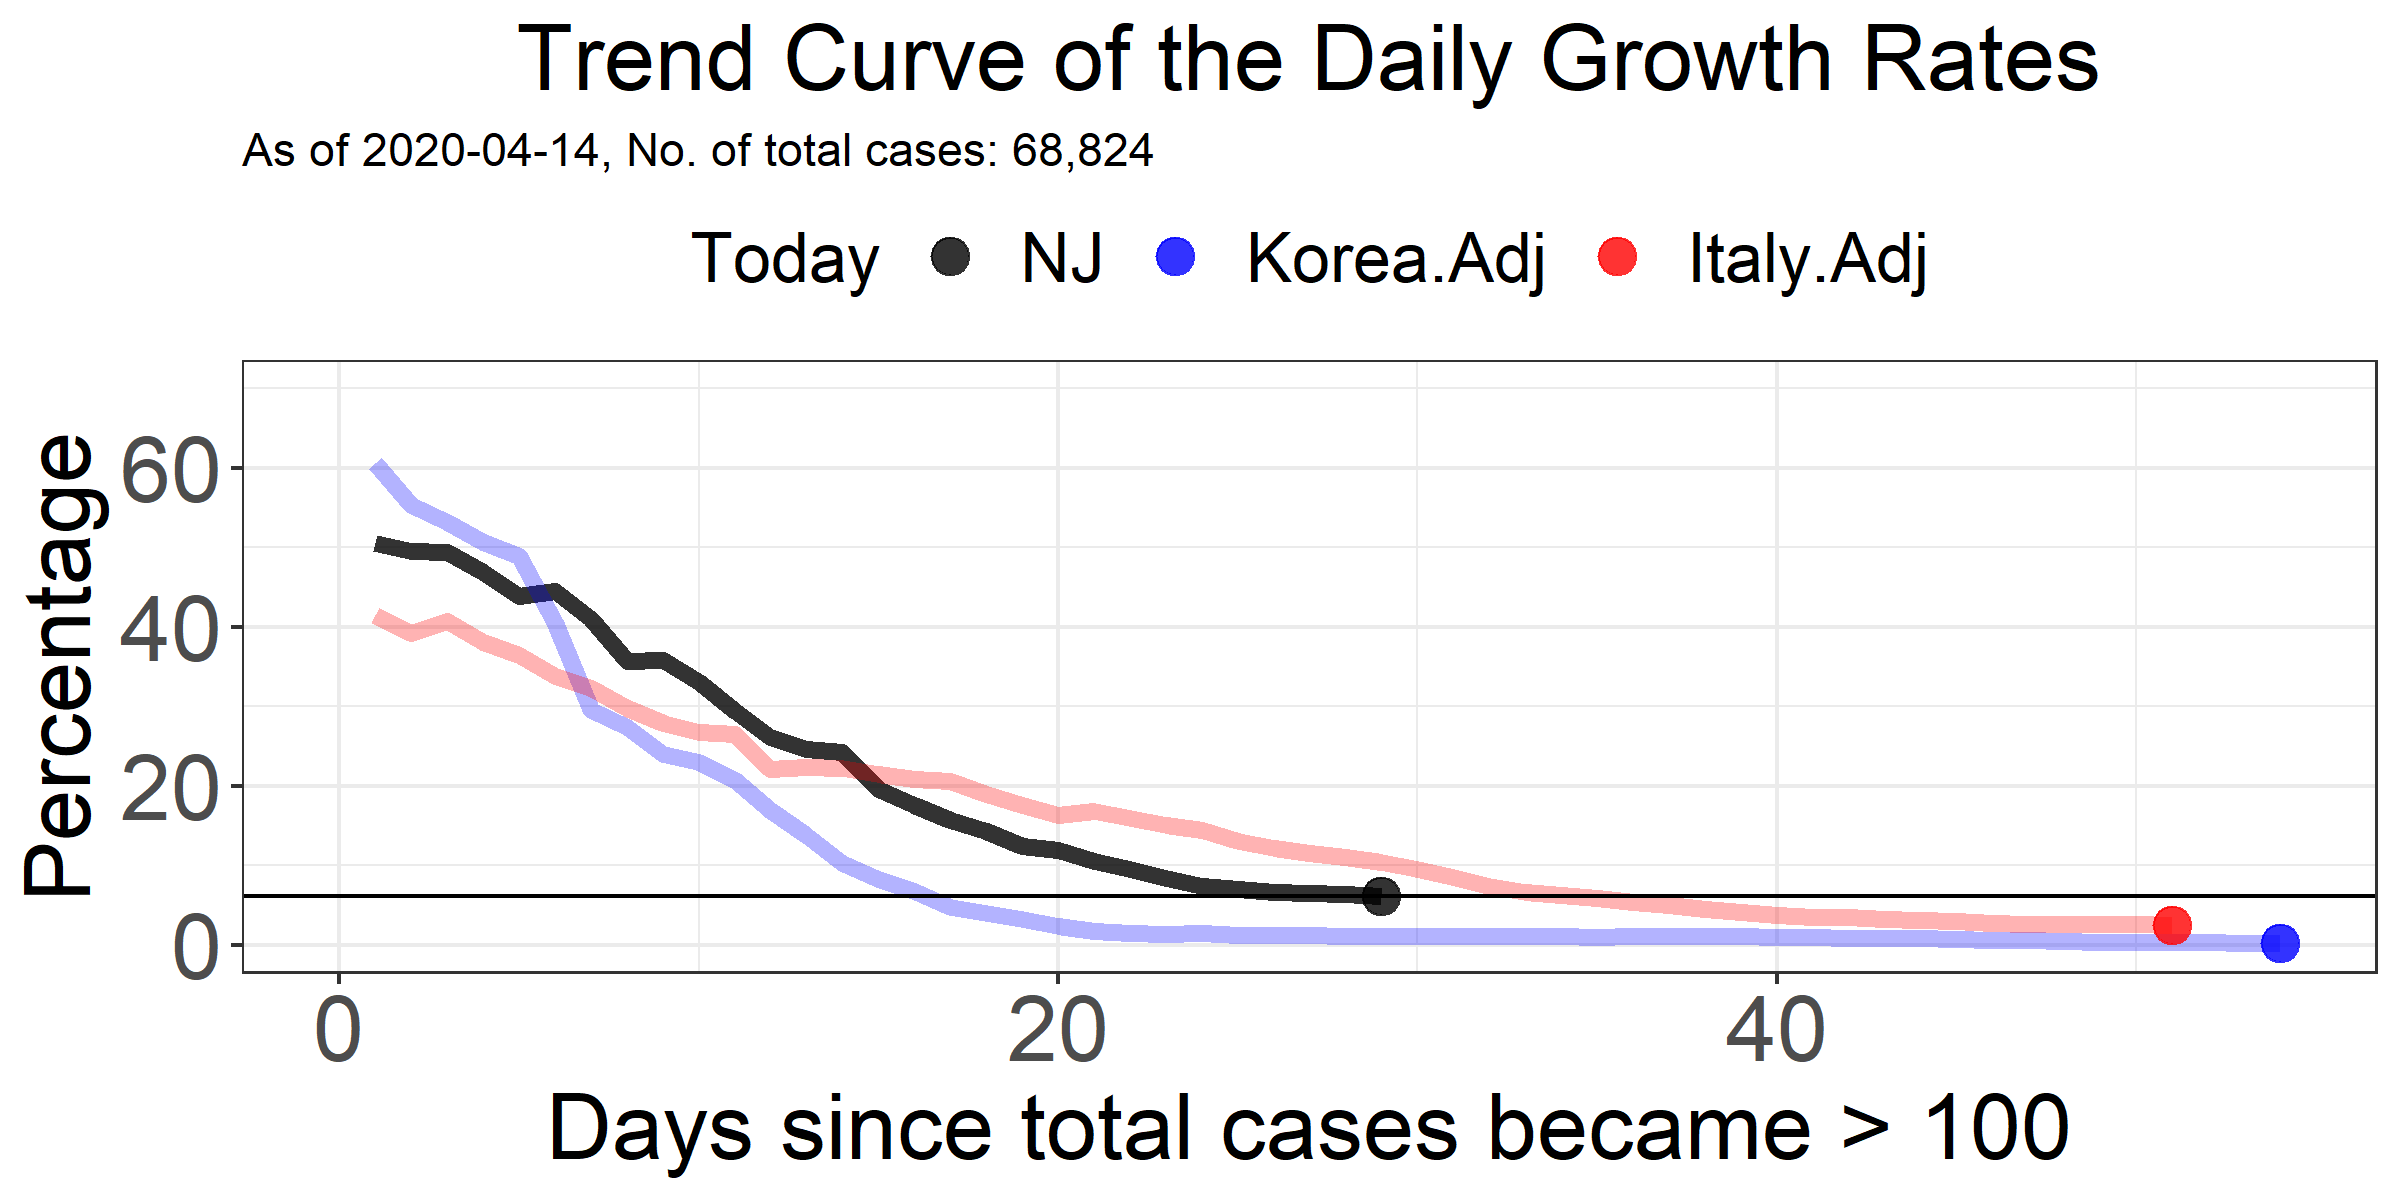 Trend Curve of the Daily Growth Rates
As of 2020-04-14, No. of total cases: 68,824
Today NJ Korea.Adj Italy.Adj
Percentage
60
40
20
0
0 20 40
Days since total cases became > 100